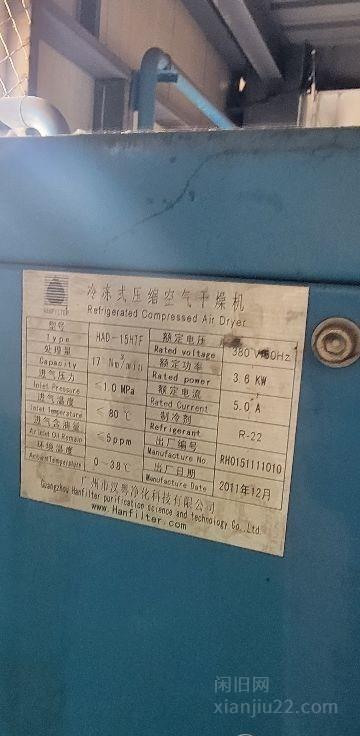 冷冻式压缩空气干燥机
HANFILTER
Refrigerated Compressed Air Dryer
型号 Type HAD-15HTF 额定电压 Rated voltage 380V/50Hz
处理量 Capacity 17 Nm³/min 额定功率 Rated power 3.6 KW
进气压力 Inlet Pressure ≤1.0 MPa 额定电流 Rated Current 5.0 A
进气温度 Inlet Temperature ≤80℃ 制冷剂 Refrigerant R-22
进气含油量 Air Inlet Oil Remain ≤5ppm 出厂编号 Manufacture No RH0151111010
环境温度 Ambient Temperature 0~38℃ 出厂日期 Manufacture Date 2011年12月
广州市汉粤净化科技有限公司
Guangzhou Hanfilter purification science and technology Co.,Ltd
www.Hanfilter.com
闲旧网
xianjiu22.com